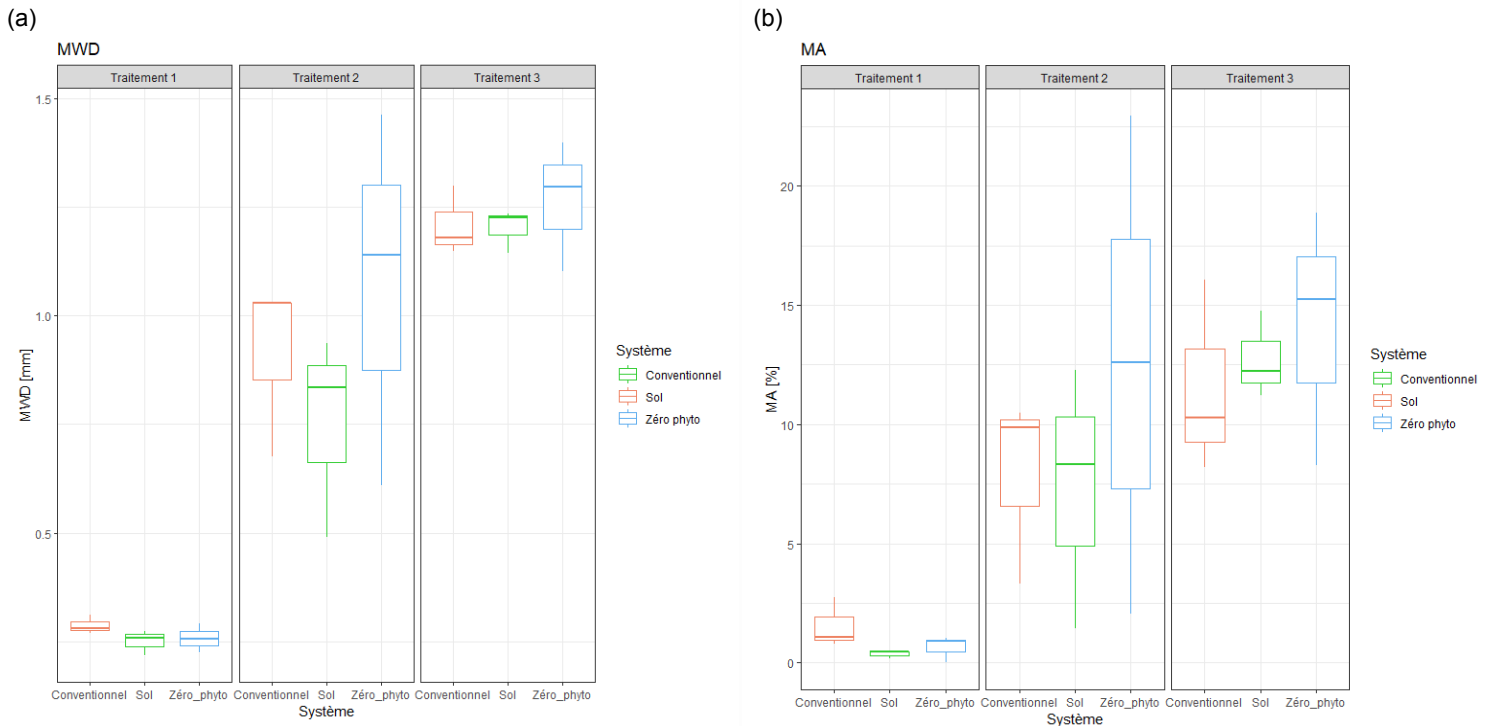 (a)
MWD
Traitement 1 Traitement 2 Traitement 3
1.5
1.0
0.5
MWD [mm]
Conventionnel Sol Zéro_phyto Conventionnel Sol Zéro_phyto Conventionnel Sol Zéro_phyto
Système
Système
Conventionnel
Sol
Zéro phyto
(b)
MA
Traitement 1 Traitement 2 Traitement 3
20
15
10
5
0
MA [%]
Conventionnel Sol Zéro_phyto Conventionnel Sol Zéro_phyto Conventionnel Sol Zéro_phyto
Système
Système
Conventionnel
Sol
Zéro phyto